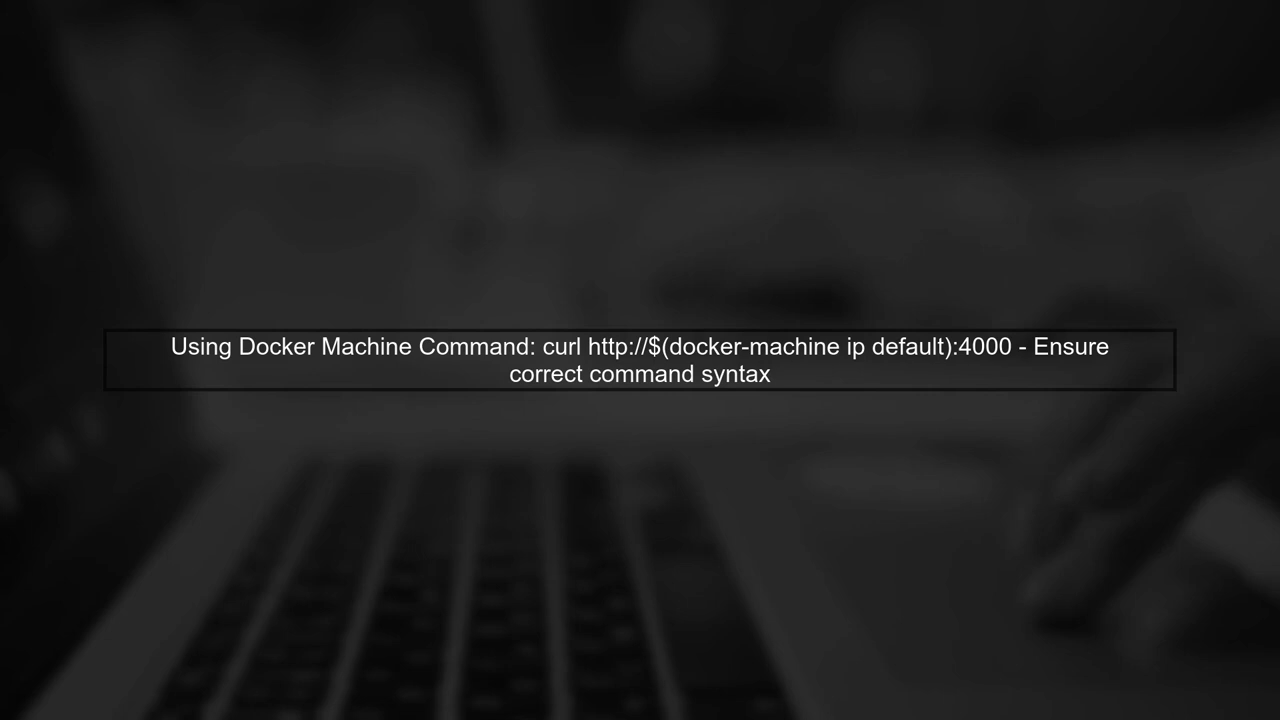 Using Docker Machine Command: curl http://$(docker-machine ip default):4000 - Ensure
correct command syntax